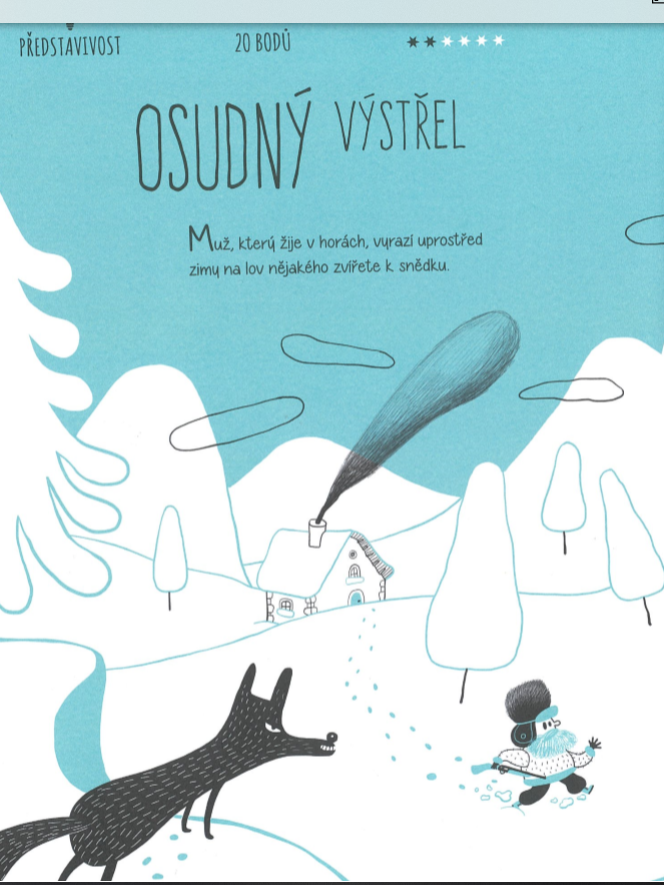 PŘEDSTAVIVOST
20 BODŮ
OSUDNÝ VÝSTŘEL
Muž, který žije v horách, vyrazí uprostřed
zimy na lov nějakého zvířete k snědku.